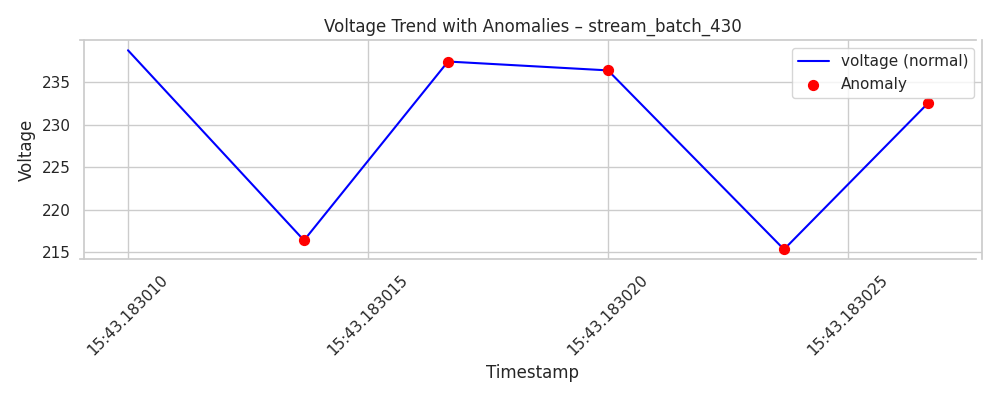 Voltage Trend with Anomalies – stream_batch_430
voltage (normal)
Anomaly
Voltage
235
230
225
220
215
15:43.183010
15:43.183015
15:43.183020
15:43.183025
Timestamp